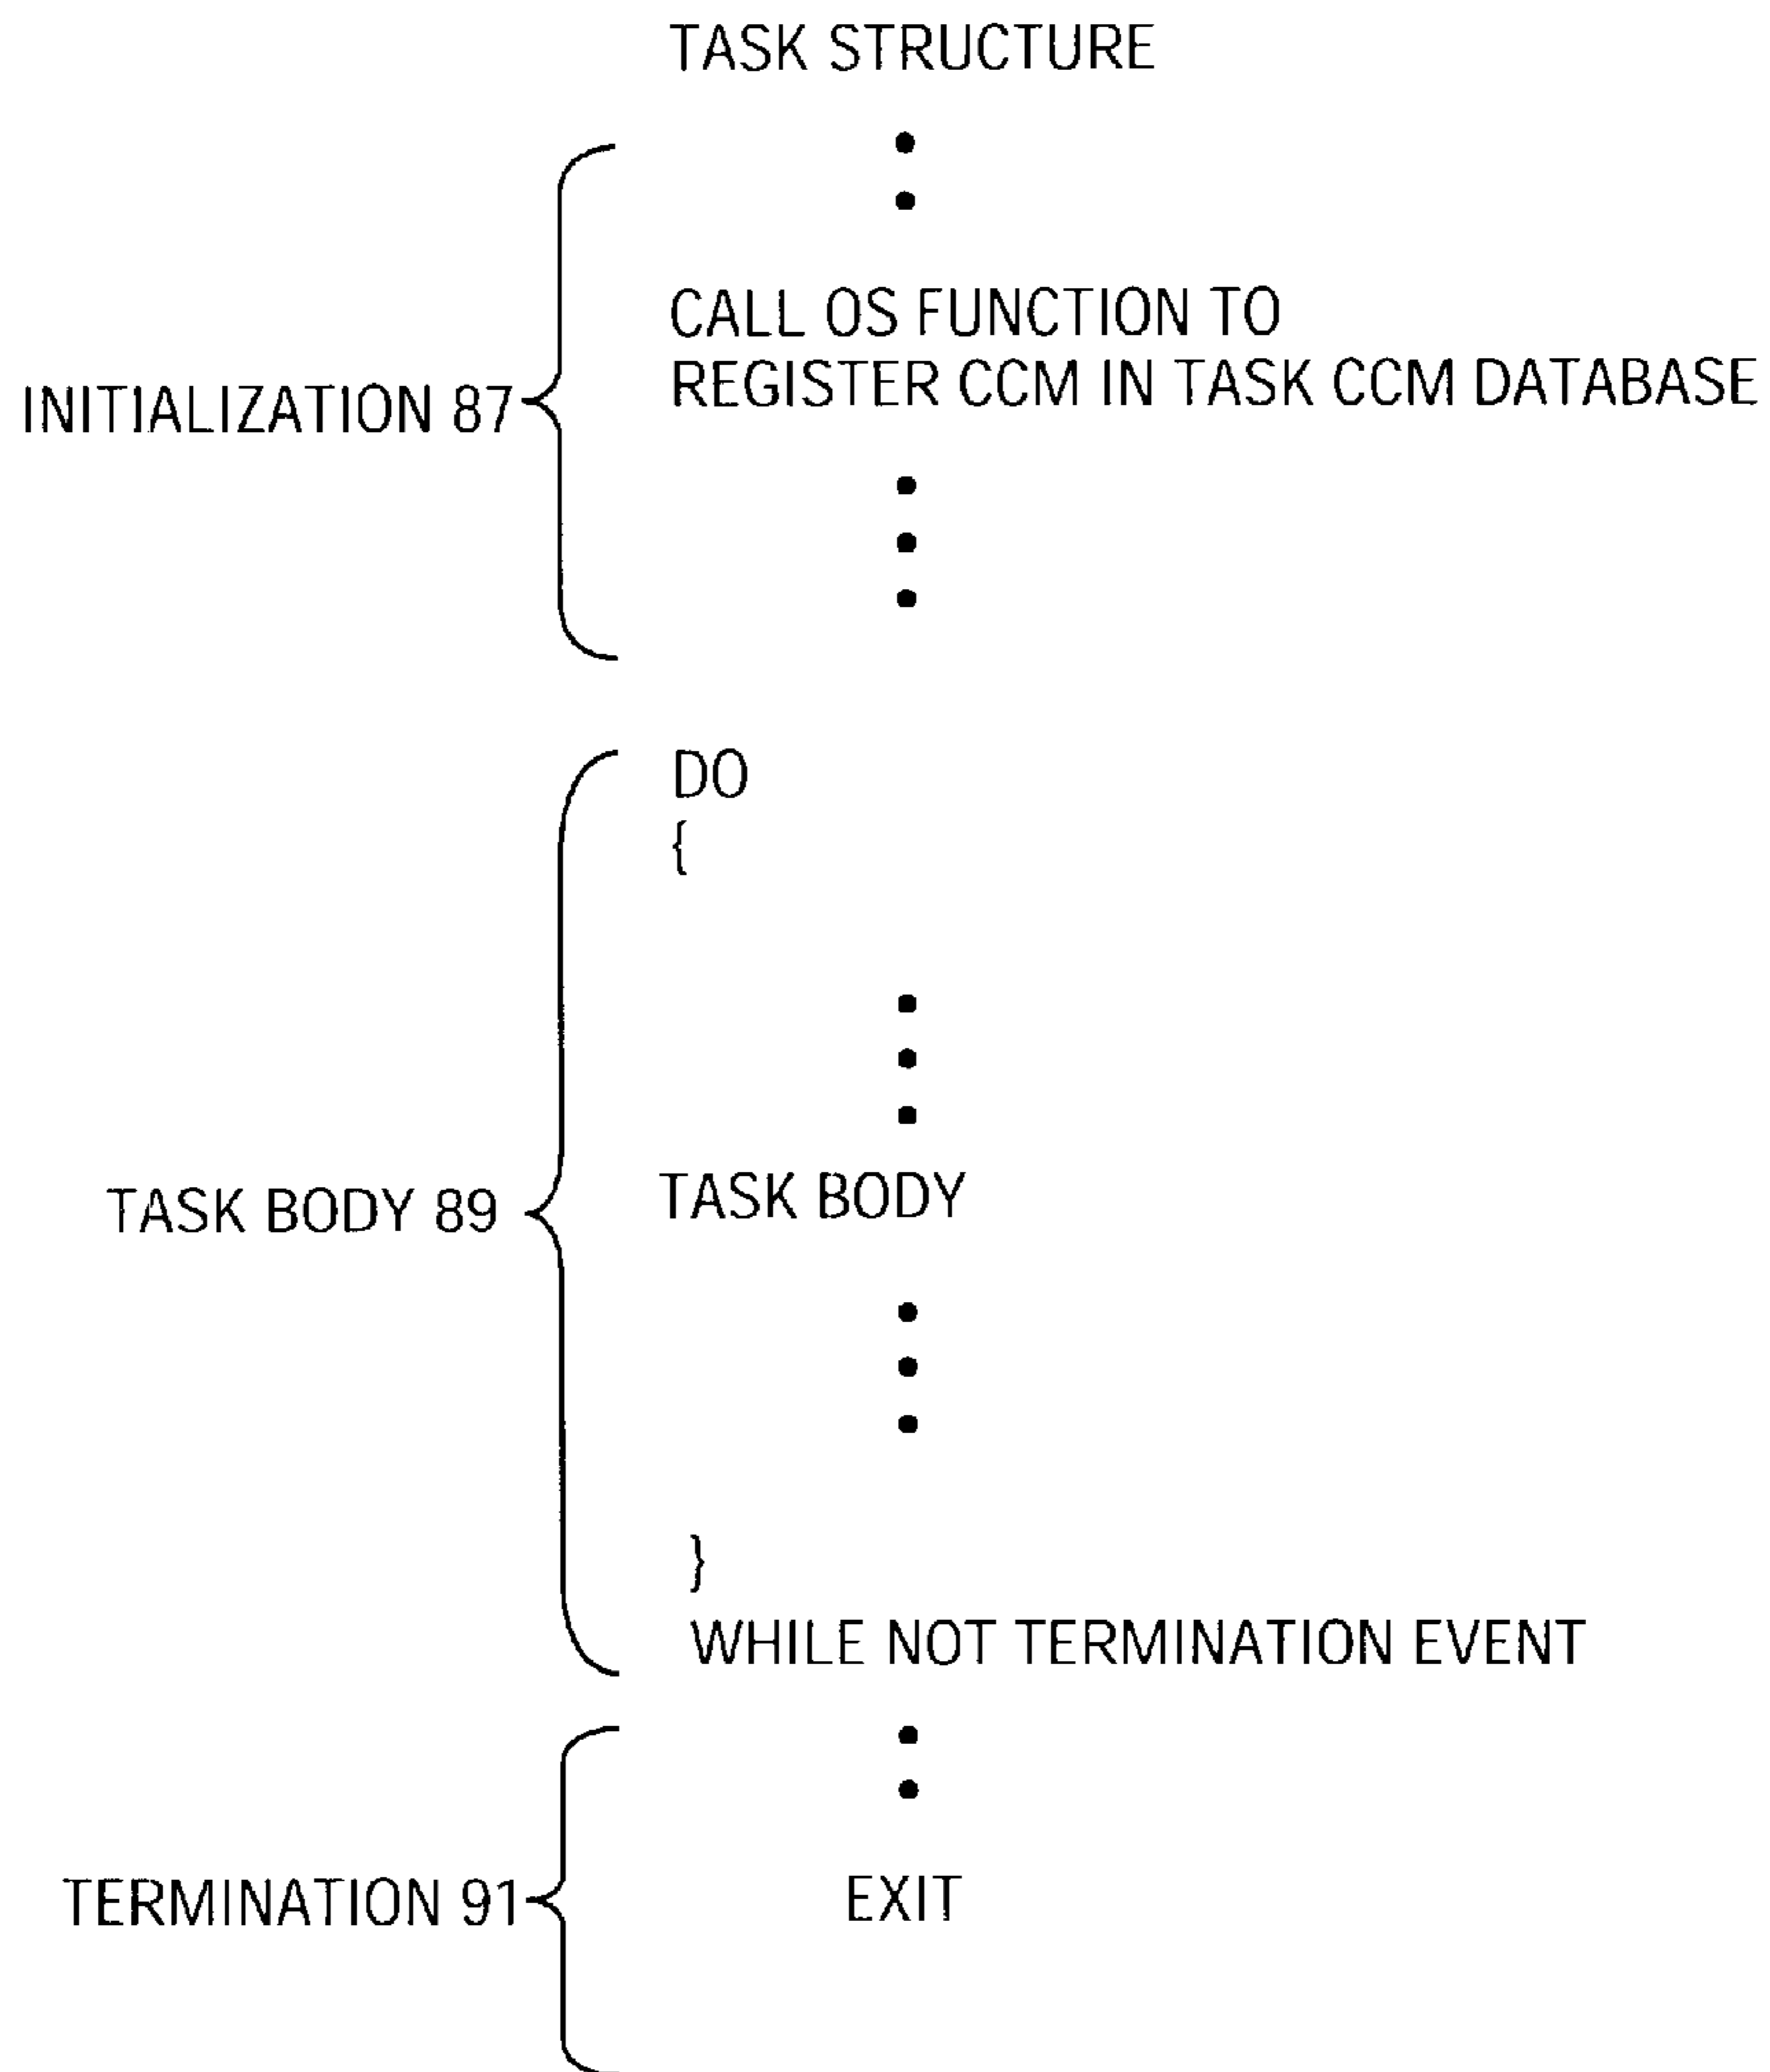 TASK STRUCTURE
CALL OS FUNCTION TO
REGISTER CCM IN TASK CCM DATABASE
INITIALIZATION 87
DO
{
TASK BODY
TASK BODY 89
}
WHILE NOT TERMINATION EVENT
EXIT
TERMINATION 91